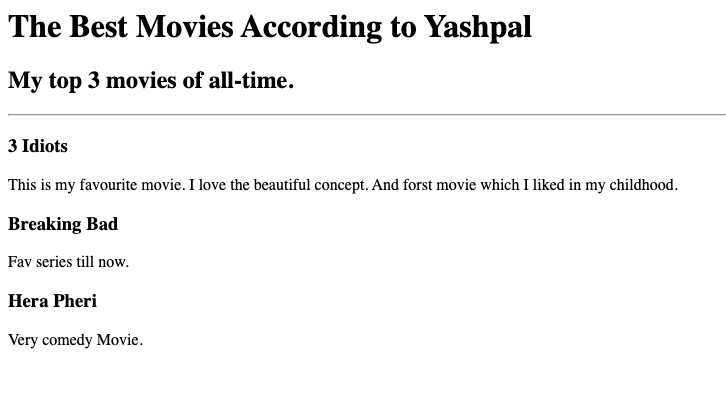 The Best Movies According to Yashpal
My top 3 movies of all-time.
3 Idiots
This is my favourite movie. I love the beautiful concept. And forst movie which I liked in my childhood.
Breaking Bad
Fav series till now.
Hera Pheri
Very comedy Movie.